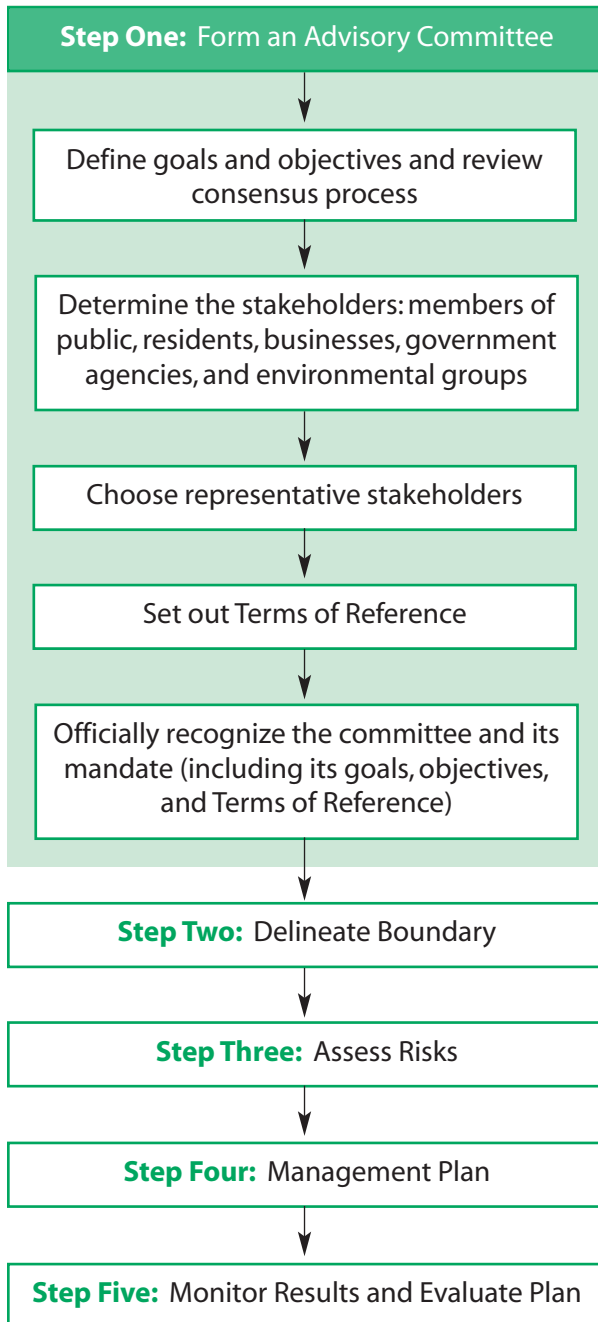 Step One: Form an Advisory Committee
Define goals and objectives and review
consensus process
Determine the stakeholders: members of
public, residents, businesses, government
agencies, and environmental groups
Choose representative stakeholders
Set out Terms of Reference
Officially recognize the committee and its
mandate (including its goals, objectives,
and Terms of Reference)
Step Two: Delineate Boundary
Step Three: Assess Risks
Step Four: Management Plan
Step Five: Monitor Results and Evaluate Plan